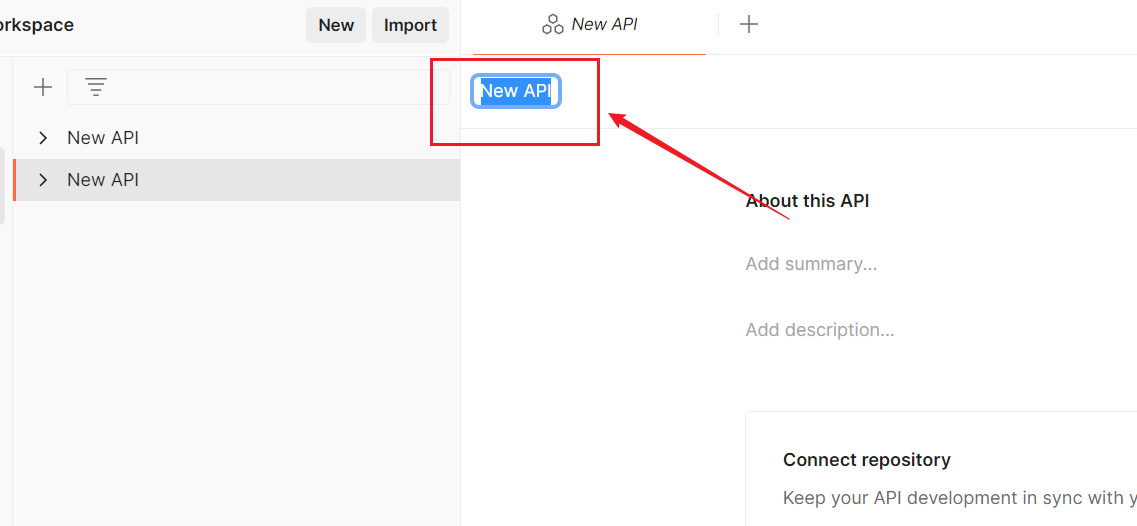 New
Import
New API
New API
New API
New API
About this API
Add summary...
Add description...
Connect repository
Keep your API development in sync with